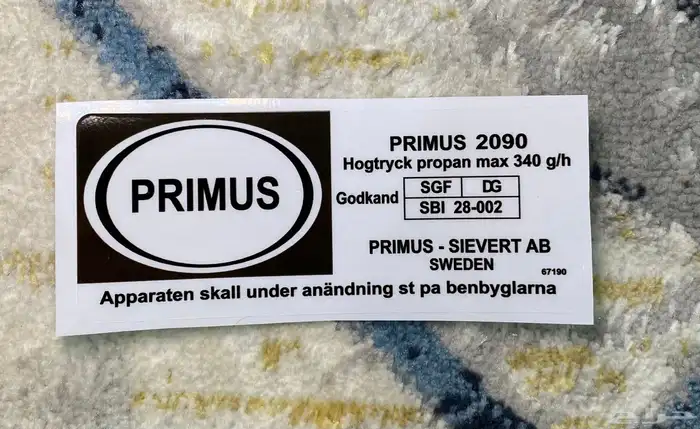 PRIMUS
PRIMUS 2090
Hogtryck propan max 340 g/h
Godkand
SGF DG
SBI 28-002
PRIMUS - SIEVERT AB
SWEDEN
67190
Apparaten skall under anändning st pa benbyglarna